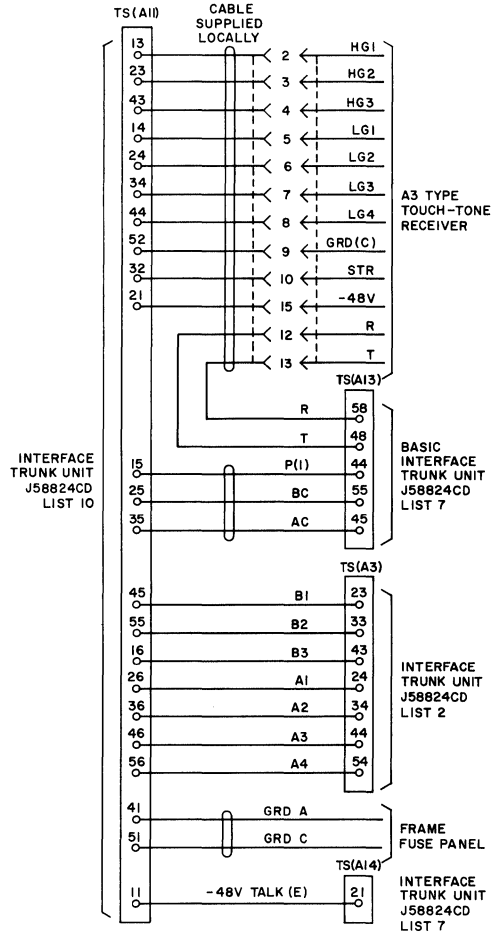 TS(A11)
CABLE
SUPPLIED
LOCALLY
13 2 HG1
23 3 HG2
43 4 HG3
14 5 LG1
24 6 LG2
34 7 LG3
44 8 LG4
52 9 GRD(C)
32 10 STR
21 15 -48V
12 R
13 T
A3 TYPE
TOUCH-TONE
RECEIVER
TS(A13)
R 58
T 48
15 P(1) 44
25 BC 55
35 AC 45
BASIC
INTERFACE
TRUNK UNIT
J58824CD
LIST 7
INTERFACE
TRUNK UNIT
J58824CD
LIST 10
TS(A3)
45 B1 23
55 B2 33
16 B3 43
26 A1 24
36 A2 34
46 A3 44
56 A4 54
INTERFACE
TRUNK UNIT
J58824CD
LIST 2
41 GRD A
51 GRD C
FRAME
FUSE PANEL
TS(A14)
11 -48V TALK (E) 21
INTERFACE
TRUNK UNIT
J58824CD
LIST 7